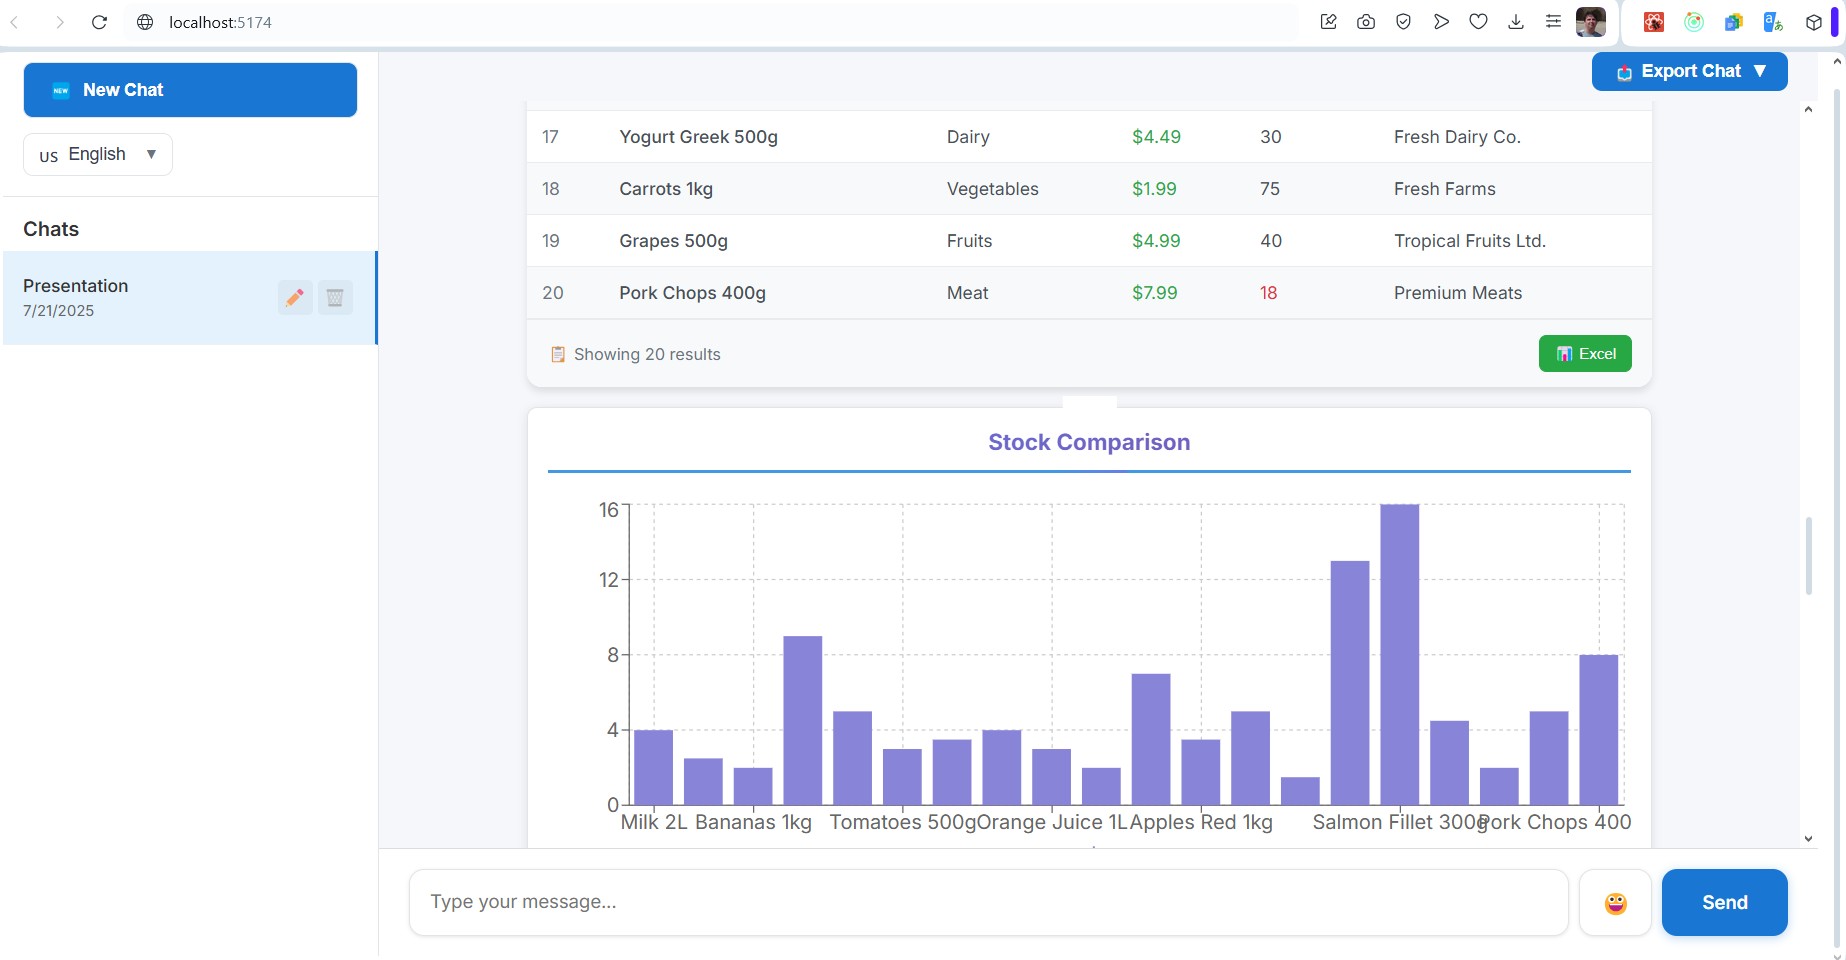 localhost:5174
New Chat
Export Chat ▼
US English ▼
Chats
Presentation
7/21/2025
17 Yogurt Greek 500g Dairy $4.49 30 Fresh Dairy Co.
18 Carrots 1kg Vegetables $1.99 75 Fresh Farms
19 Grapes 500g Fruits $4.99 40 Tropical Fruits Ltd.
20 Pork Chops 400g Meat $7.99 18 Premium Meats
Showing 20 results
Excel
Stock Comparison
16
12
8
4
0
Milk 2L Bananas 1kg Tomatoes 500g Orange Juice 1L Apples Red 1kg Salmon Fillet 300g Pork Chops 400
Type your message...
Send